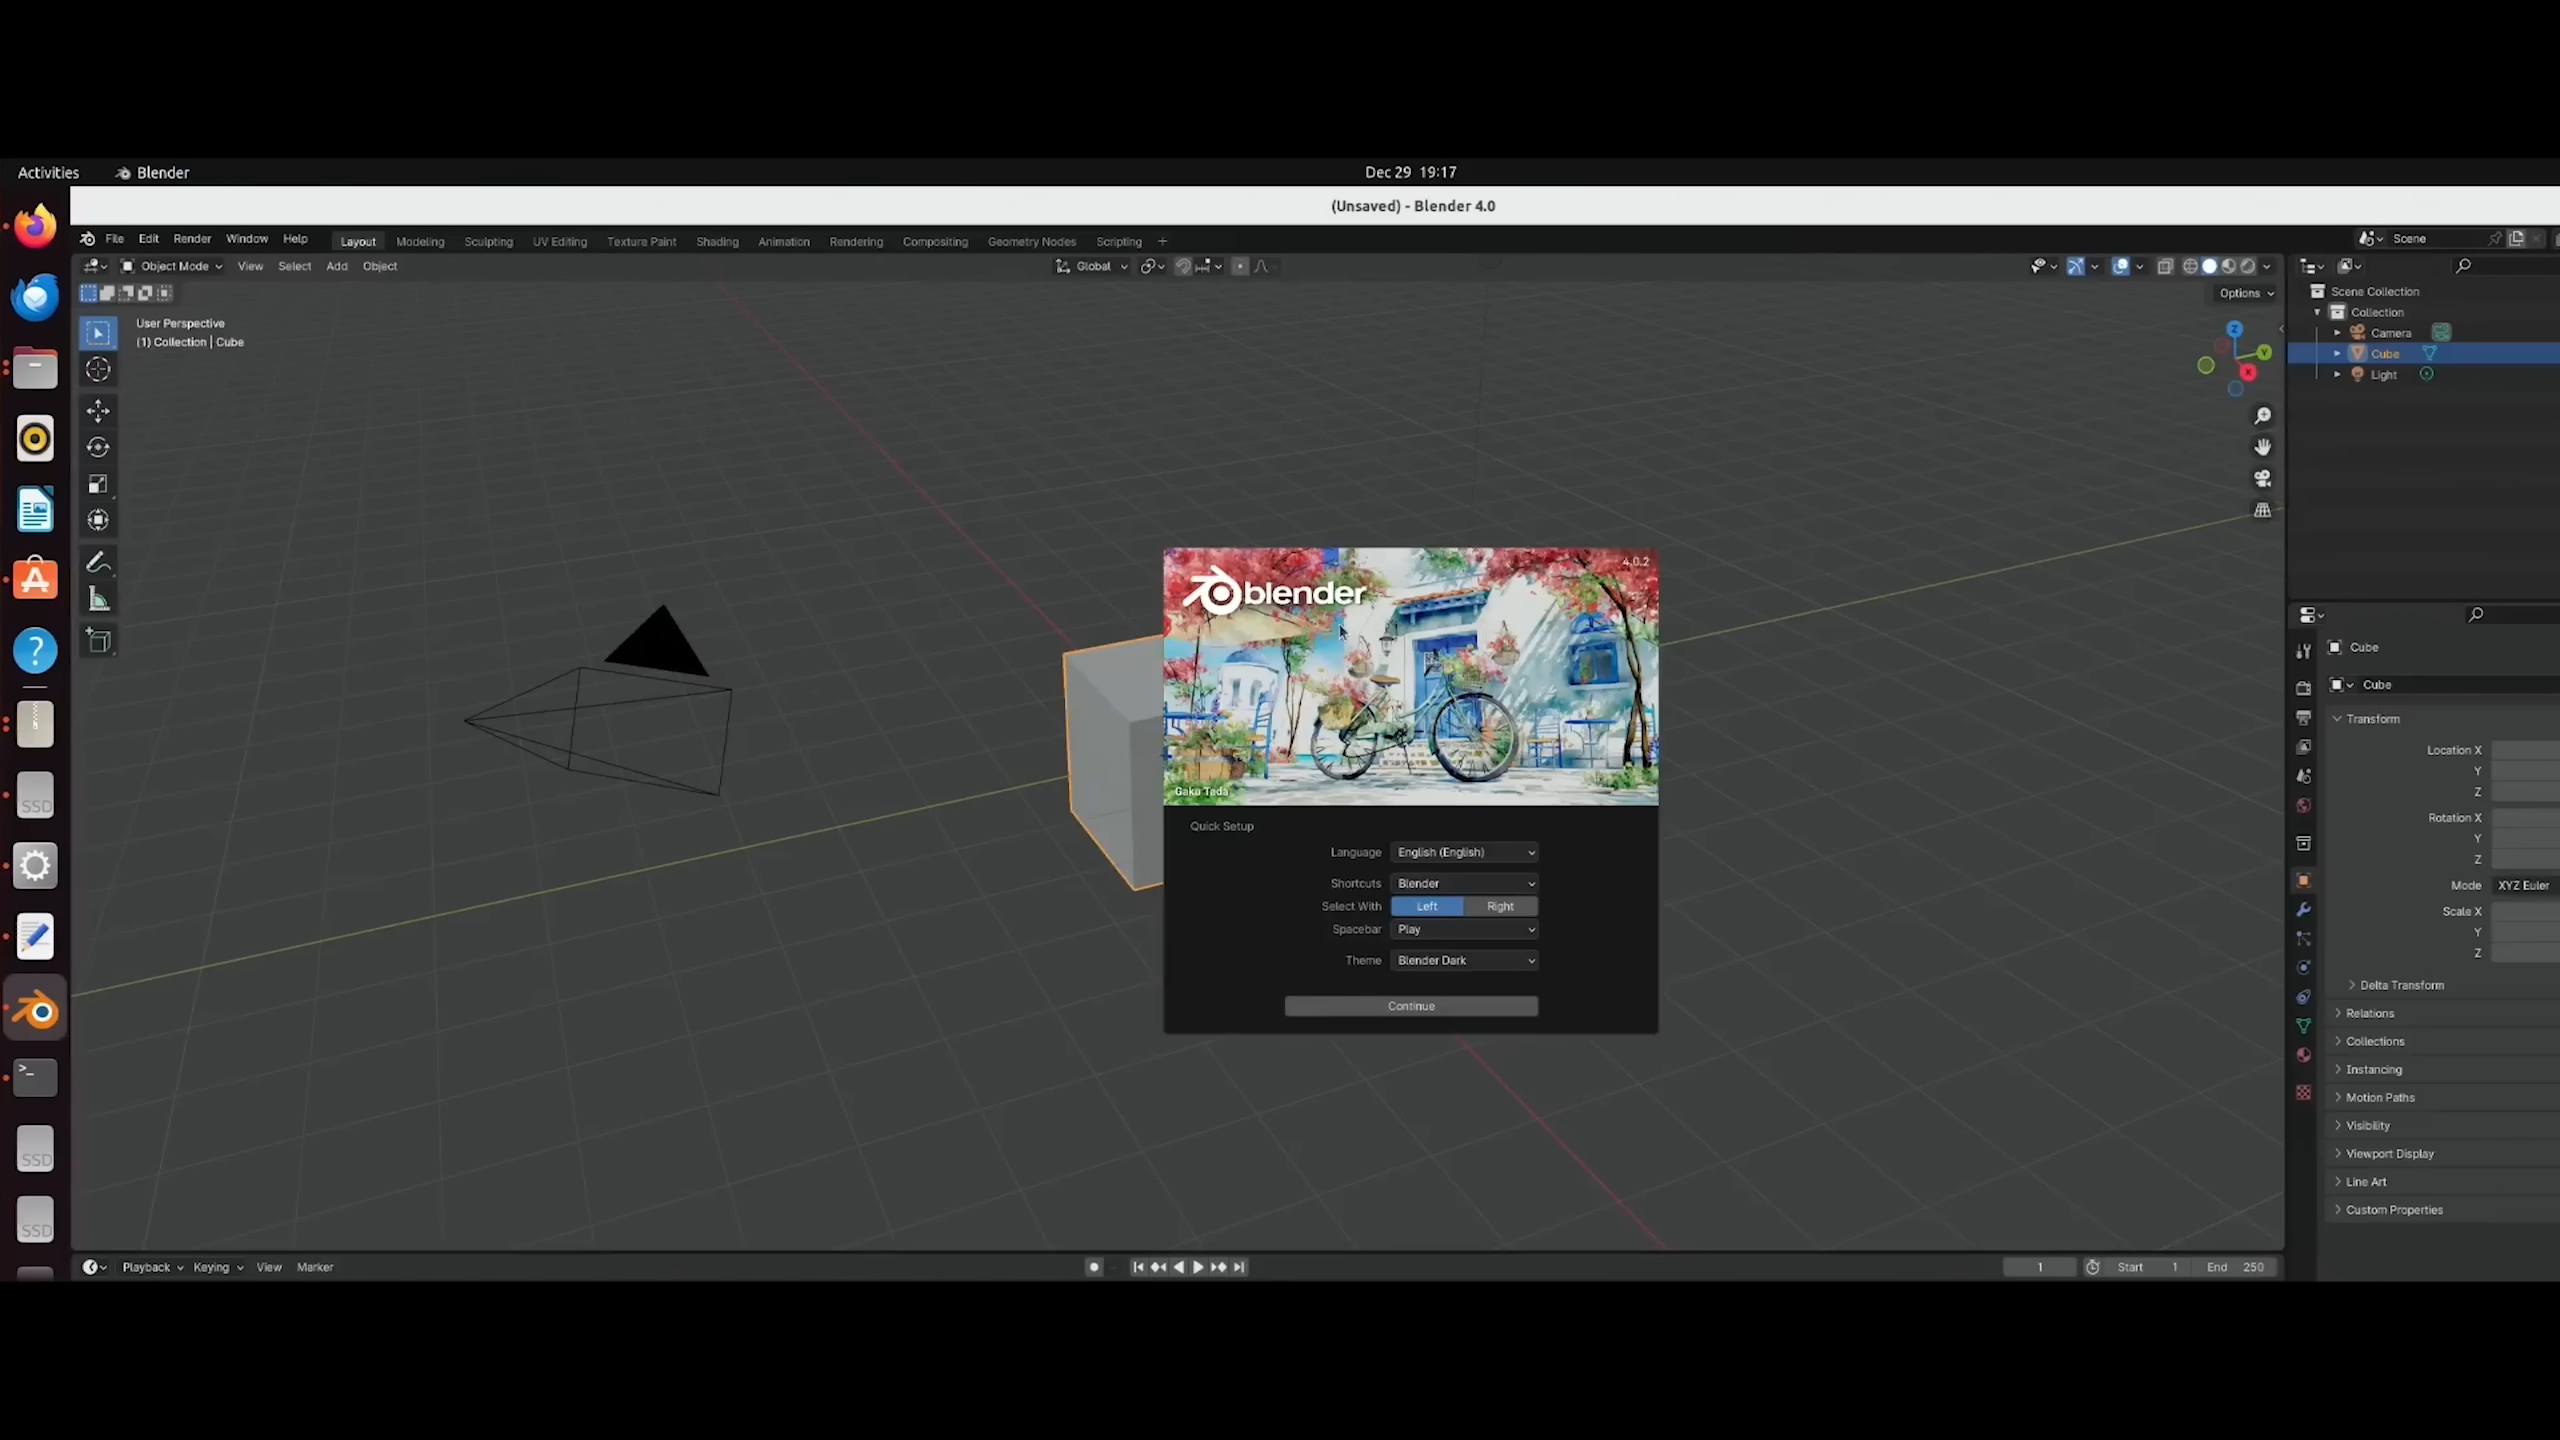 Activities
Blender
Dec 29 19:17
(Unsaved) - Blender 4.0
File Edit Render Window Help
Layout Modeling Sculpting UV Editing Texture Paint Shading Animation Rendering Compositing Geometry Nodes Scripting +
Scene
Object Mode View Select Add Object
Global
Options
User Perspective
(1) Collection | Cube
Z
Y
X
Scene Collection
Collection
Camera
Cube
Light
blender
4.0.2
Gaku Tada
Quick Setup
Language English (English)
Shortcuts Blender
Select With Left Right
Spacebar Play
Theme Blender Dark
Continue
Cube
Cube
Transform
Location X
Y
Z
Rotation X
Y
Z
Mode XYZ Euler
Scale X
Y
Z
Delta Transform
Relations
Collections
Instancing
Motion Paths
Visibility
Viewport Display
Line Art
Custom Properties
SSD
SSD
SSD
Playback Keying View Marker
1
Start 1
End 250